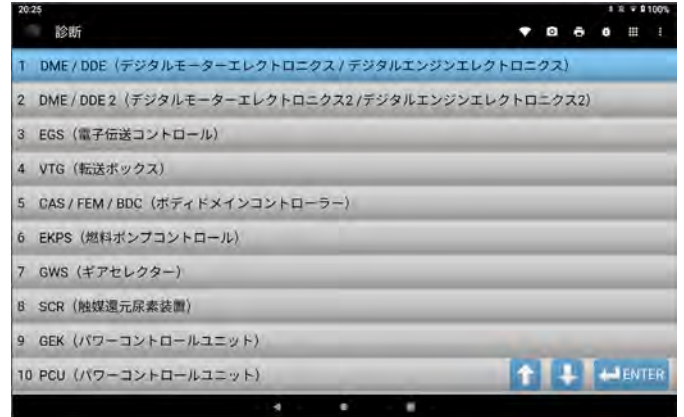 20:25
100%
診断
1 DME / DDE（デジタルモーターエレクトロニクス / デジタルエンジンエレクトロニクス）
2 DME / DDE 2（デジタルモーターエレクトロニクス2 /デジタルエンジンエレクトロニクス2）
3 EGS（電子伝送コントロール）
4 VTG（転送ボックス）
5 CAS / FEM / BDC（ボディドメインコントローラー）
6 EKPS（燃料ポンプコントロール）
7 GWS（ギアセレクター）
8 SCR（触媒還元尿素装置）
9 GEK（パワーコントロールユニット）
10 PCU（パワーコントロールユニット）
ENTER